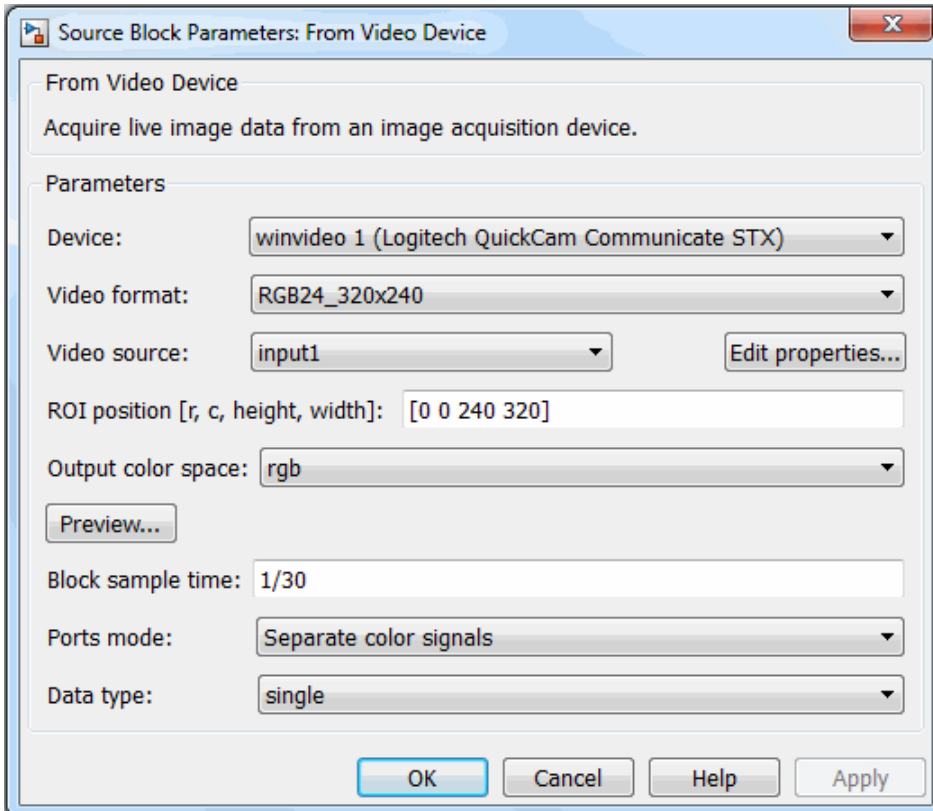 Source Block Parameters: From Video Device
From Video Device
Acquire live image data from an image acquisition device.
Parameters
Device: winvideo 1 (Logitech QuickCam Communicate STX)
Video format: RGB24_320x240
Video source: input1 Edit properties...
ROI position [r, c, height, width]: [0 0 240 320]
Output color space: rgb
Preview...
Block sample time: 1/30
Ports mode: Separate color signals
Data type: single
OK Cancel Help Apply